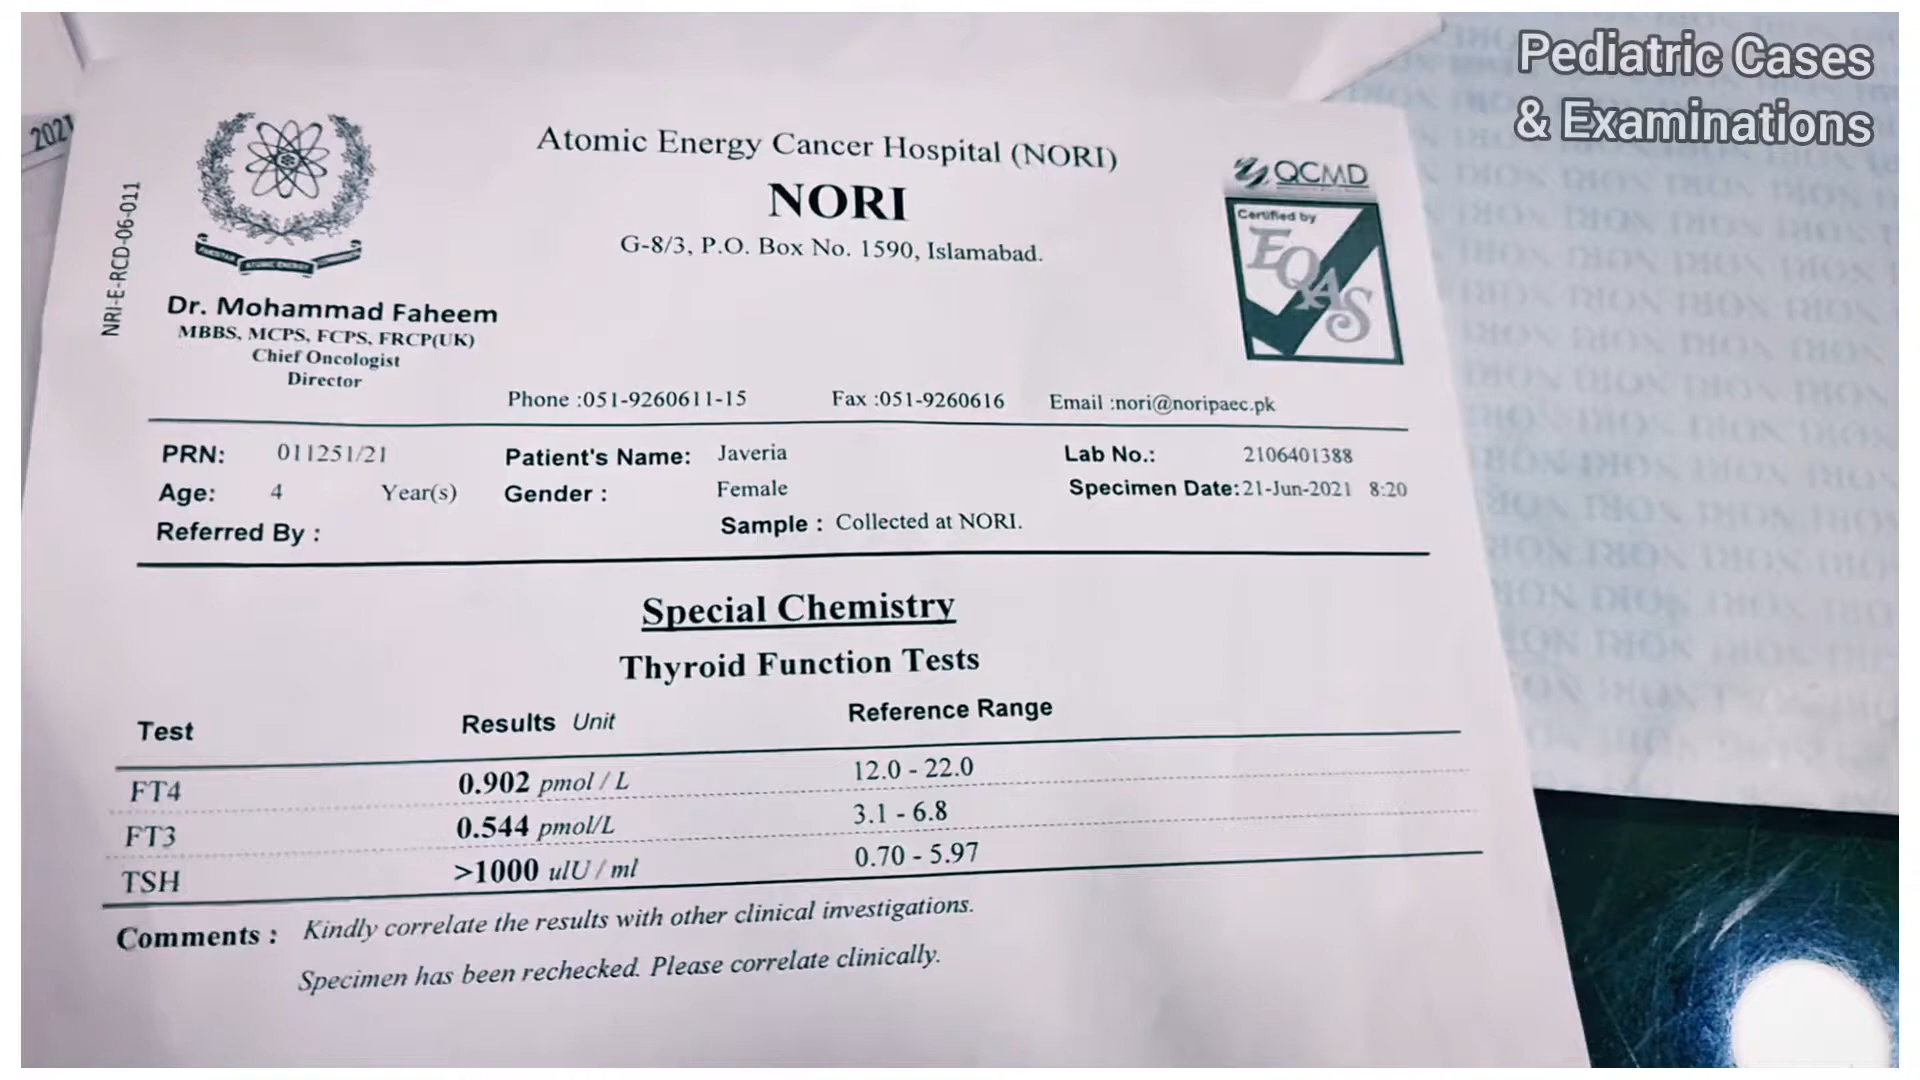 Pediatric Cases
& Examinations
2021
NRI-E-RCD-06-011
Atomic Energy Cancer Hospital (NORI)
NORI
G-8/3, P.O. Box No. 1590, Islamabad.
QCMD
Certified by
EQAS
Dr. Mohammad Faheem
MBBS, MCPS, FCPS, FRCP(UK)
Chief Oncologist
Director
Phone :051-9260611-15 Fax :051-9260616 Email :nori@noripaec.pk
PRN: 011251/21 Patient's Name: Javeria Lab No.: 2106401388
Age: 4 Year(s) Gender : Female Specimen Date:21-Jun-2021 8:20
Referred By : Sample : Collected at NORI.
Special Chemistry
Thyroid Function Tests
Test Results Unit Reference Range
FT4 0.902 pmol / L 12.0 - 22.0
FT3 0.544 pmol/L 3.1 - 6.8
TSH >1000 uIU / ml 0.70 - 5.97
Comments : Kindly correlate the results with other clinical investigations.
Specimen has been rechecked. Please correlate clinically.